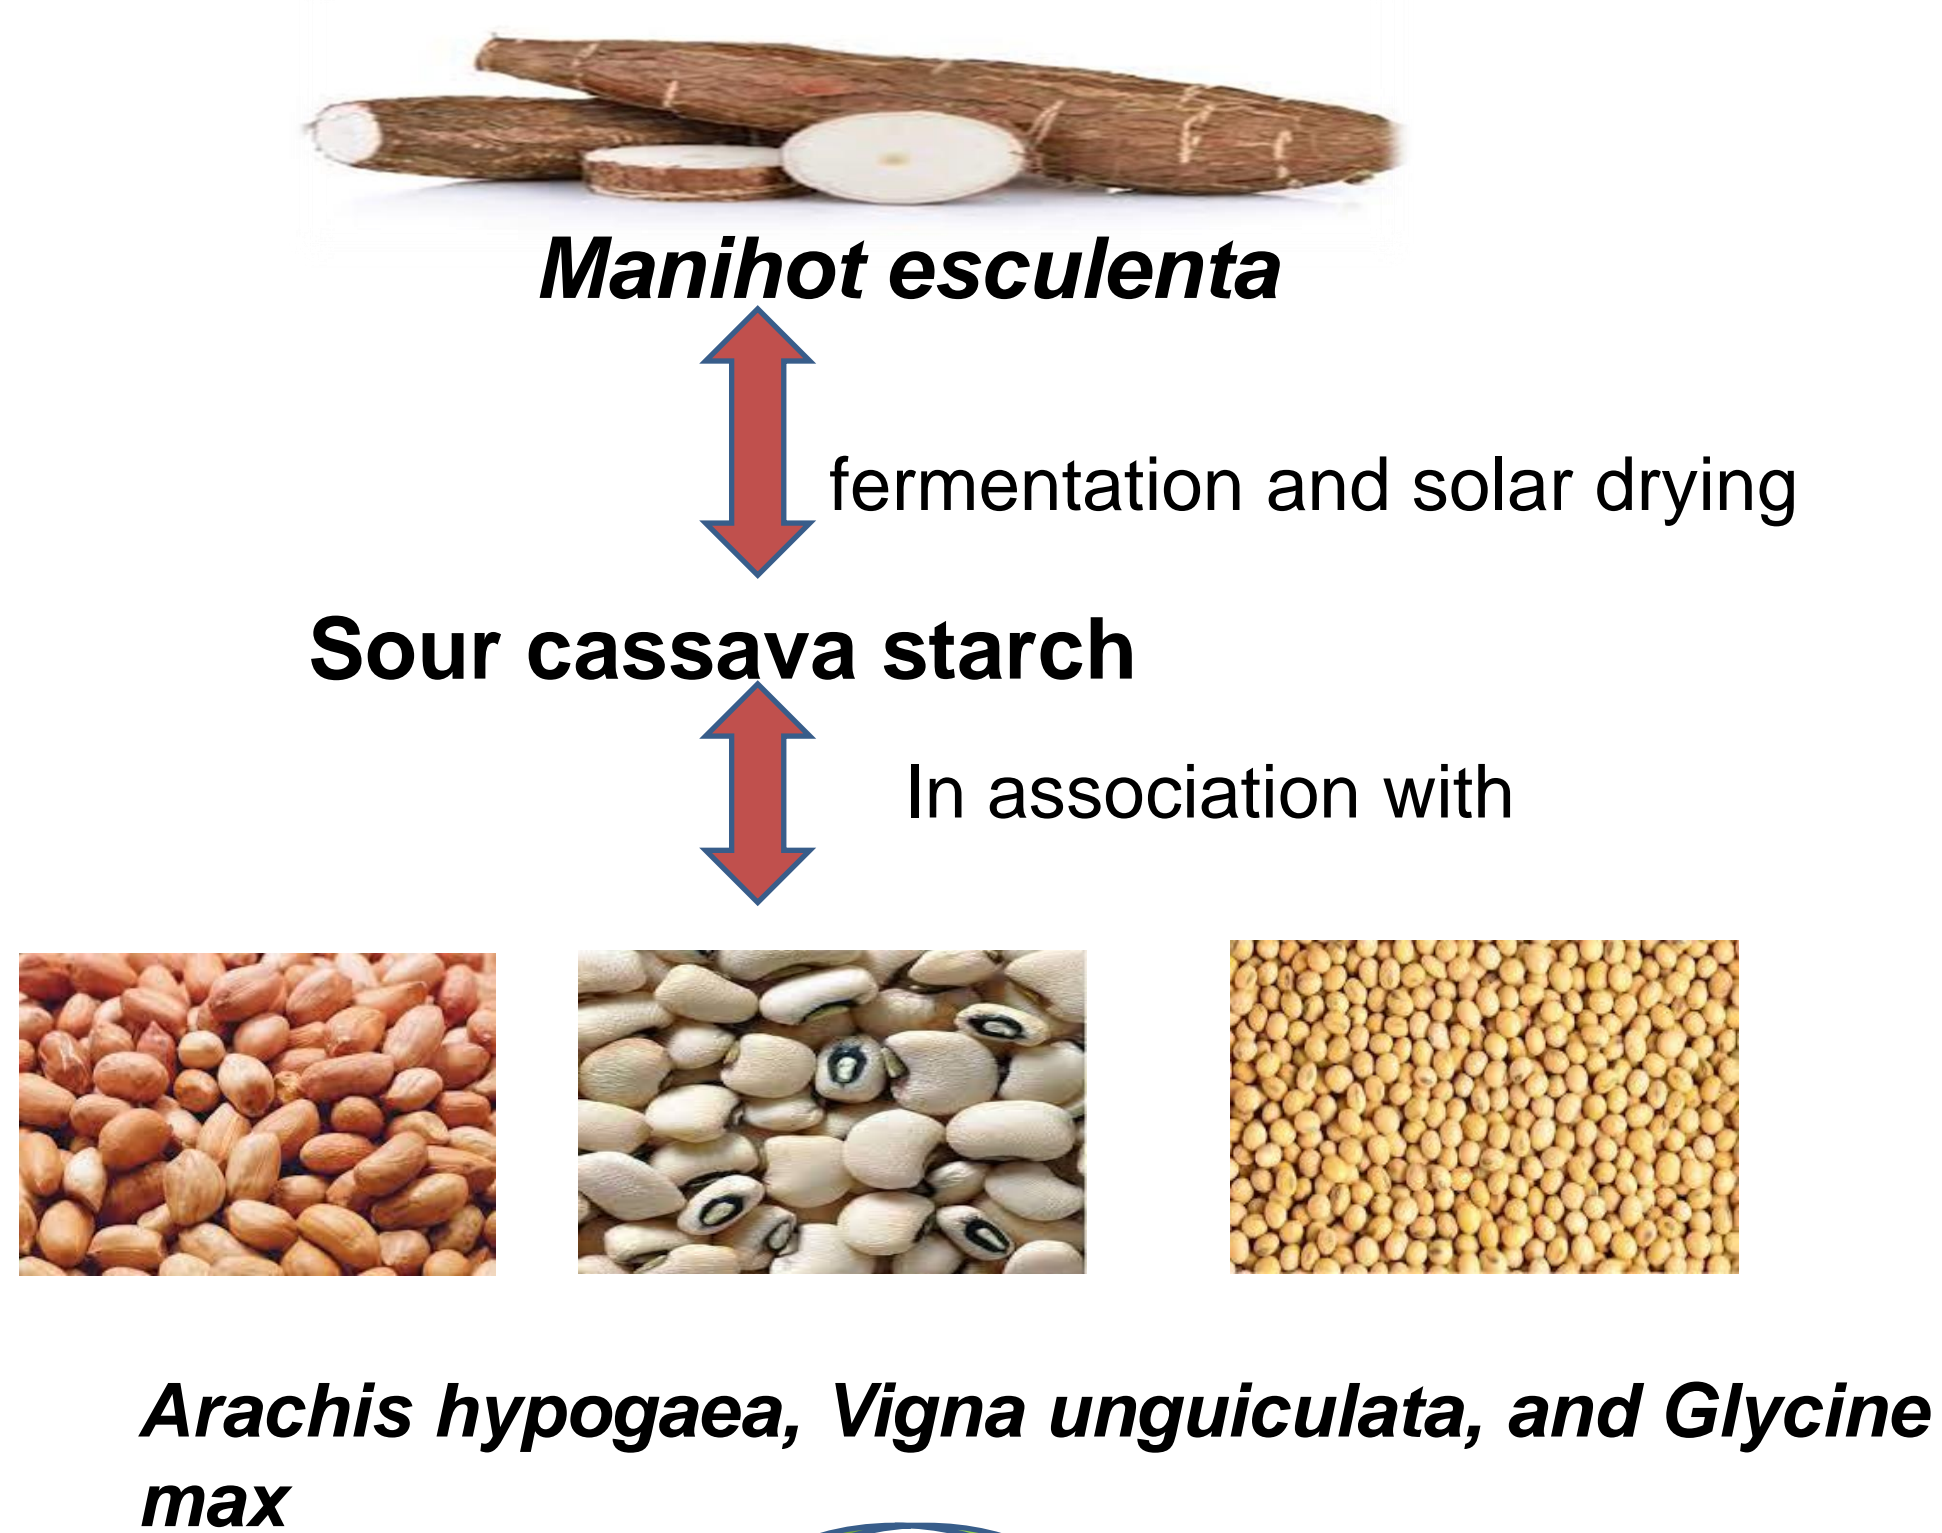 Manihot esculenta
fermentation and solar drying
Sour cassava starch
In association with
Arachis hypogaea, Vigna unguiculata, and Glycine
max